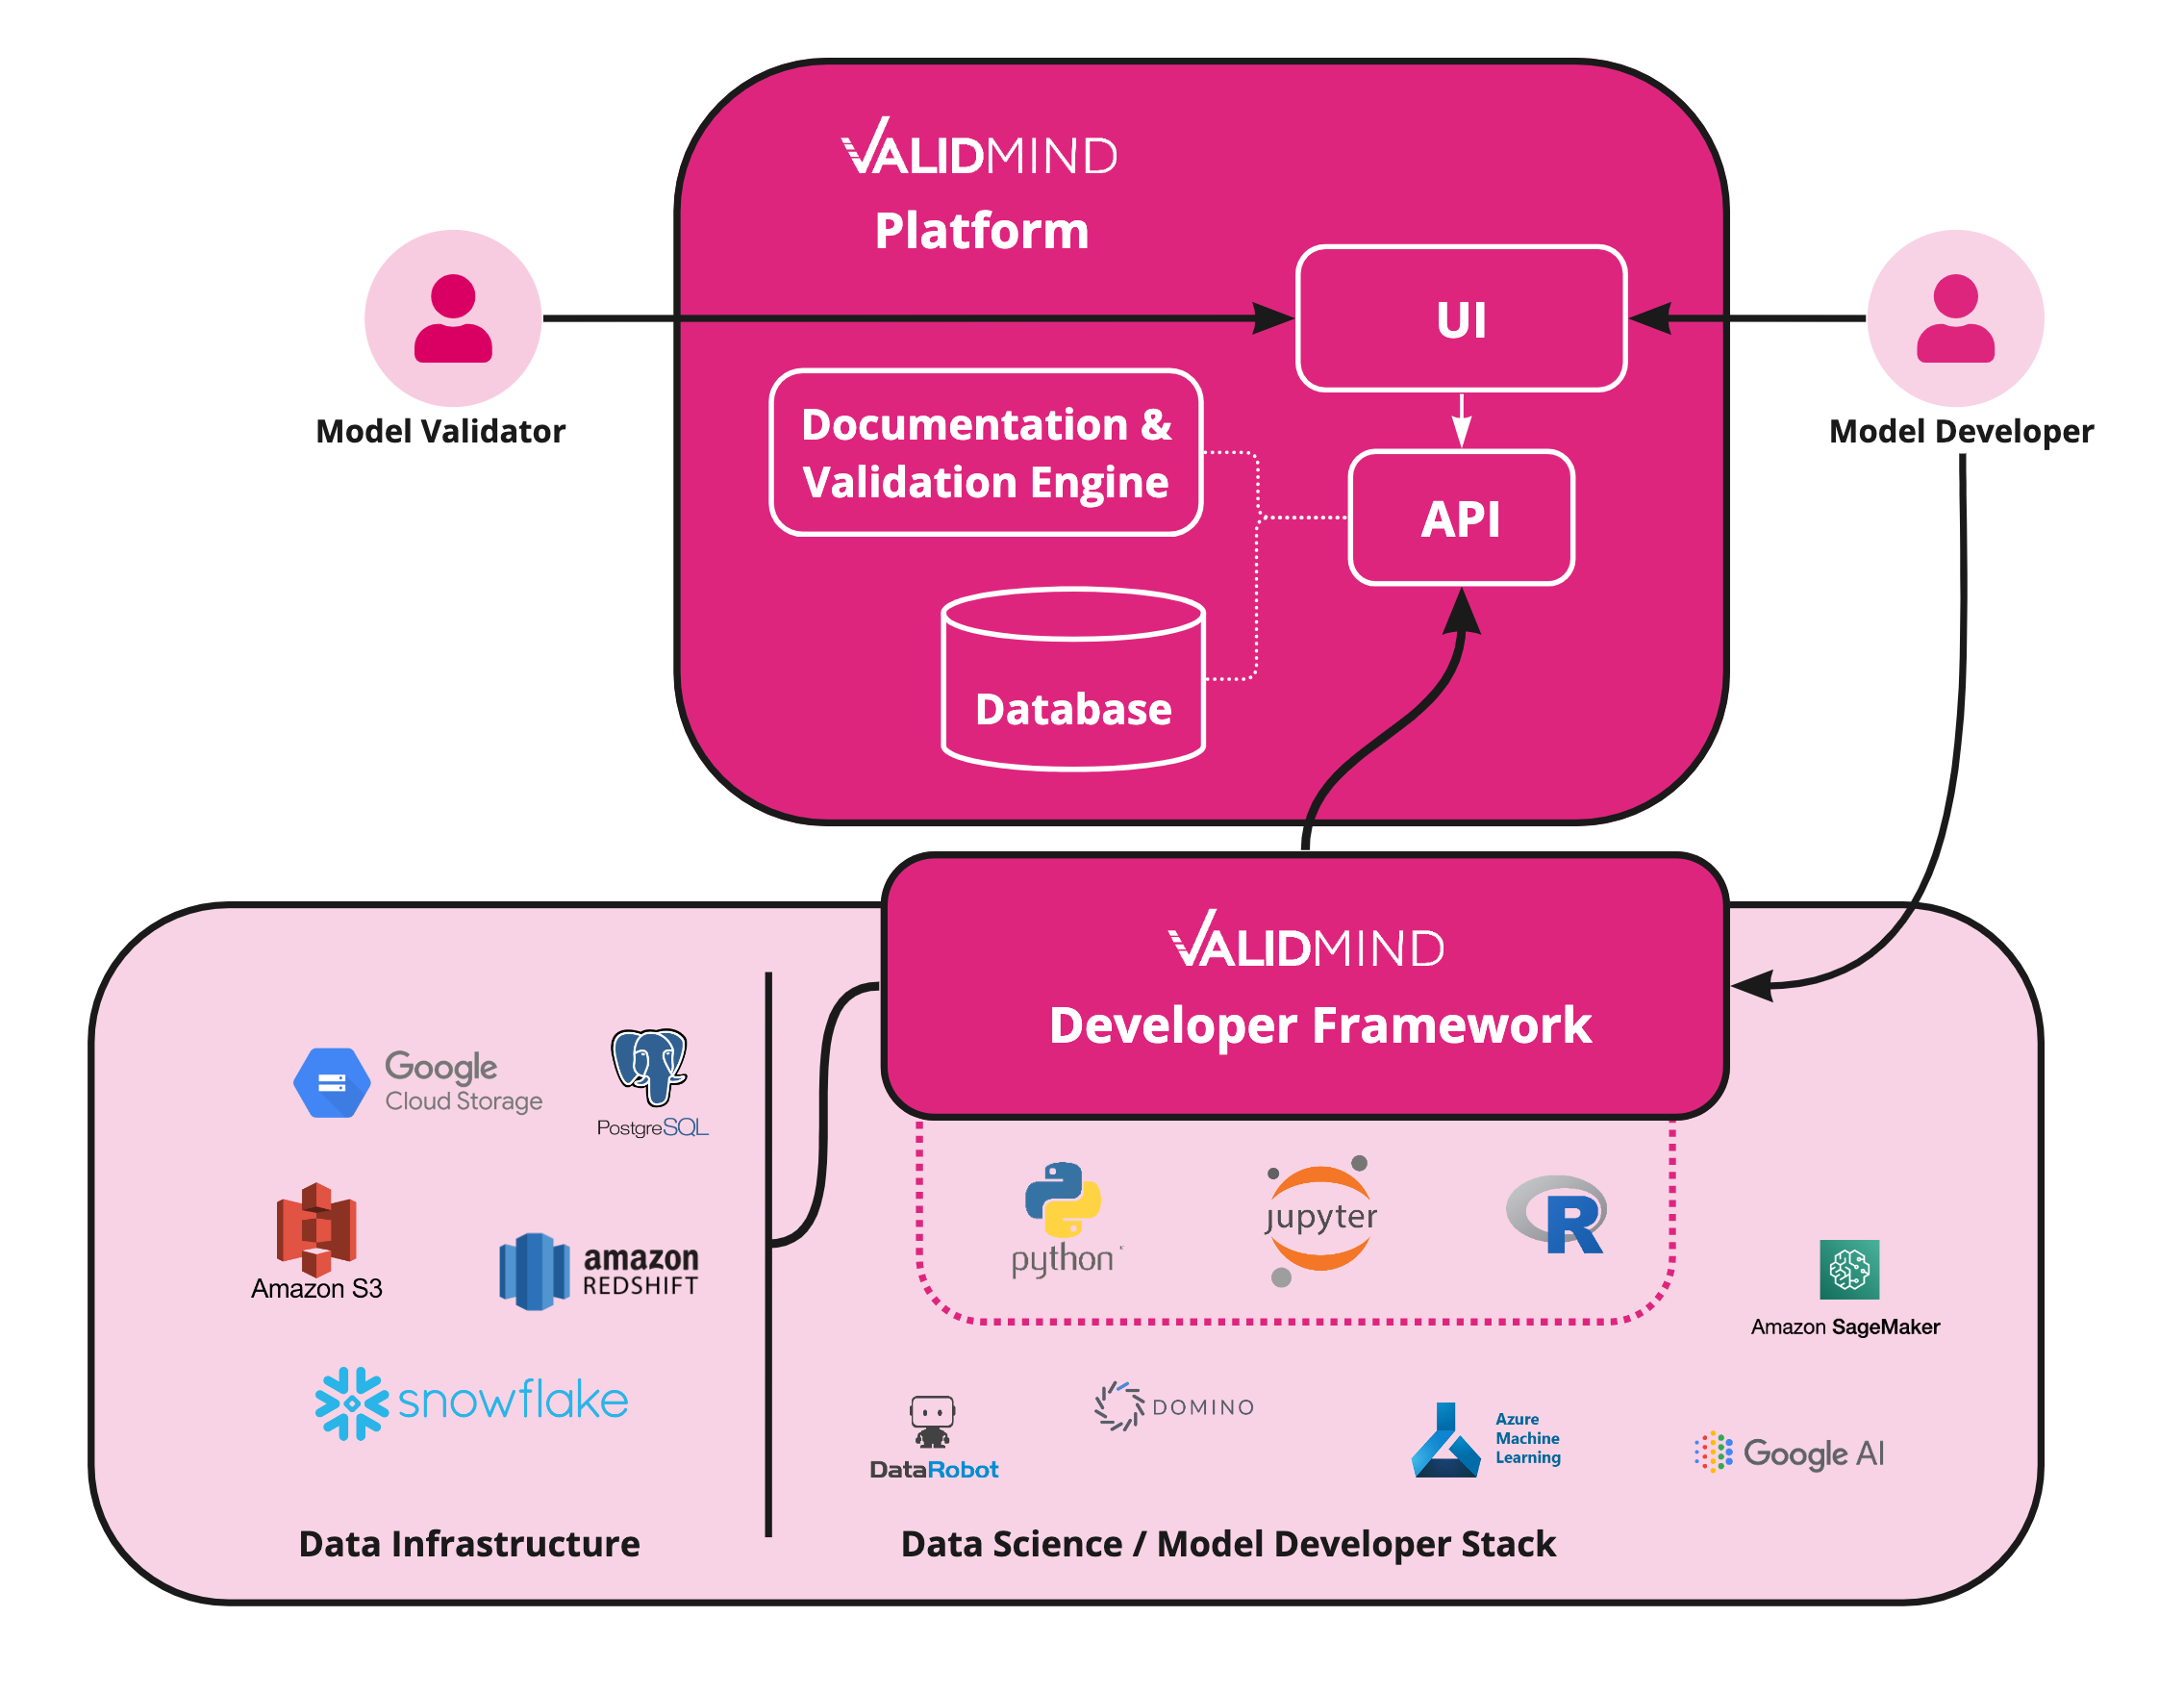 VALIDMIND
Platform
UI
Model Validator
Model Developer
Documentation &
Validation Engine
API
Database
VALIDMIND
Developer Framework
Google
Cloud Storage
PostgreSQL
Amazon S3
amazon
REDSHIFT
snowflake
python
jupyter
R
Amazon SageMaker
DataRobot
DOMINO
Azure
Machine
Learning
Google AI
Data Infrastructure
Data Science / Model Developer Stack